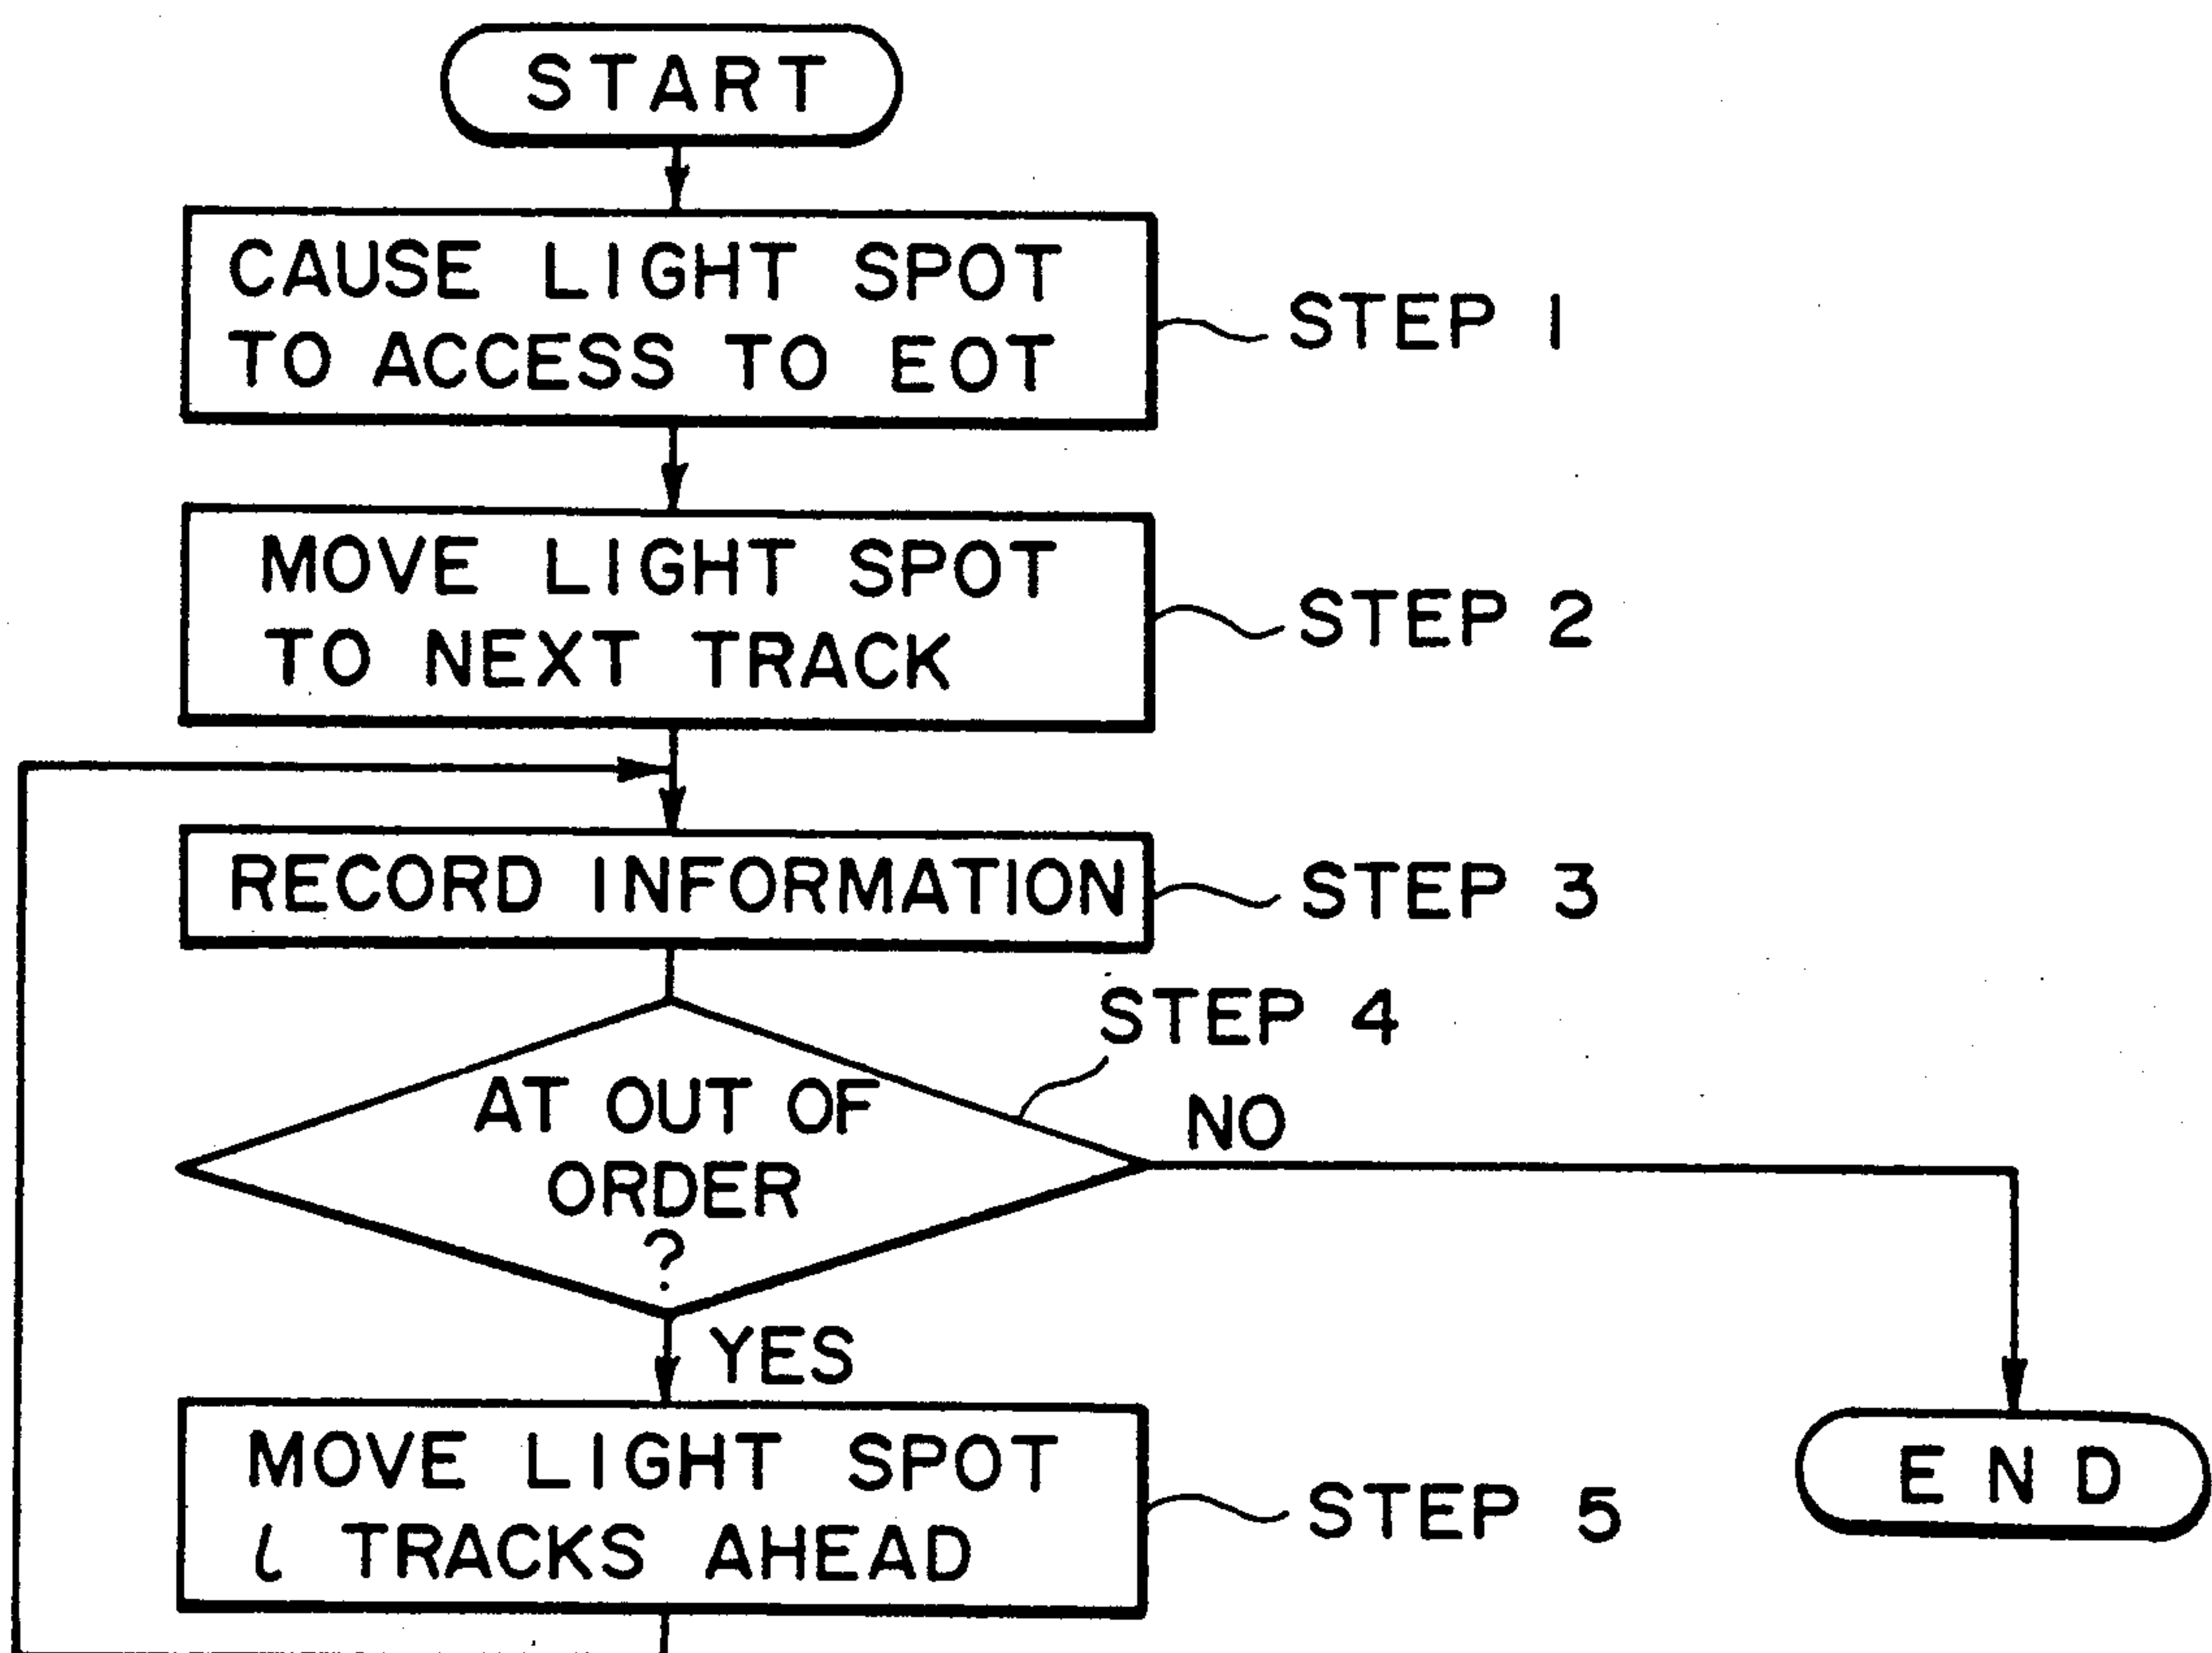 START
CAUSE LIGHT SPOT
TO ACCESS TO EOT
STEP 1
MOVE LIGHT SPOT
TO NEXT TRACK
STEP 2
RECORD INFORMATION
STEP 3
STEP 4
AT OUT OF
ORDER
?
NO
YES
MOVE LIGHT SPOT
l TRACKS AHEAD
STEP 5
END